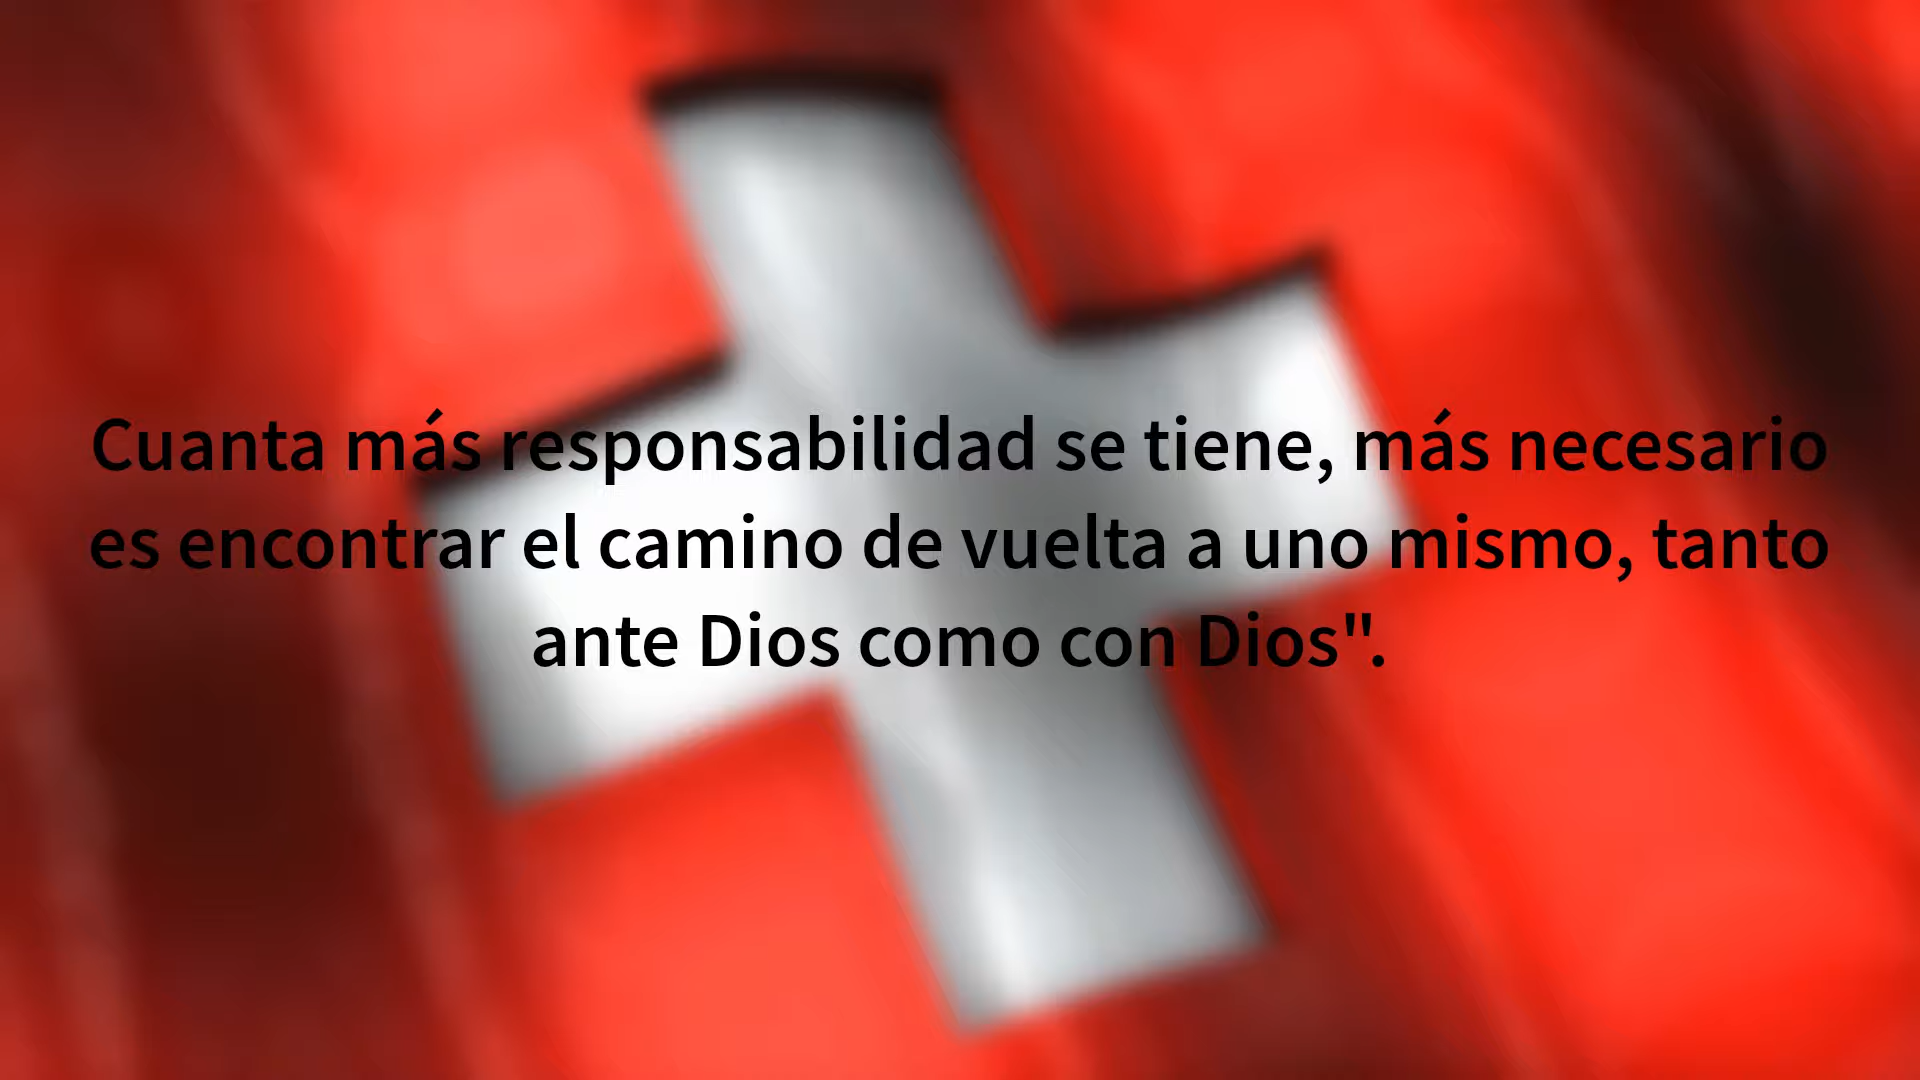 Cuanta más responsabilidad se tiene, más necesario
es encontrar el camino de vuelta a uno mismo, tanto
ante Dios como con Dios".